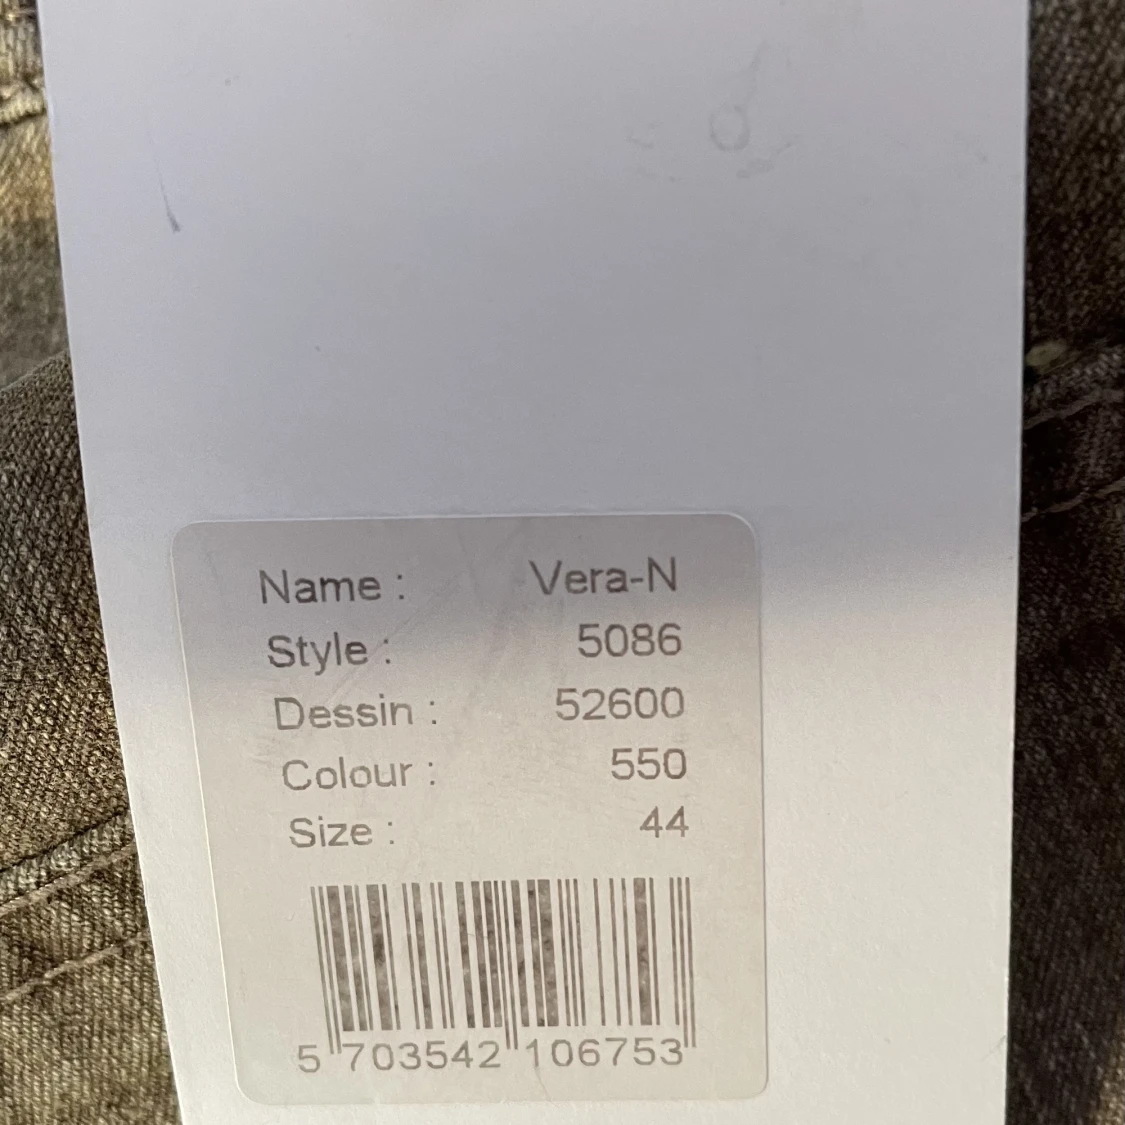 Name : Vera-N
Style : 5086
Dessin : 52600
Colour : 550
Size : 44
5 703542 106753